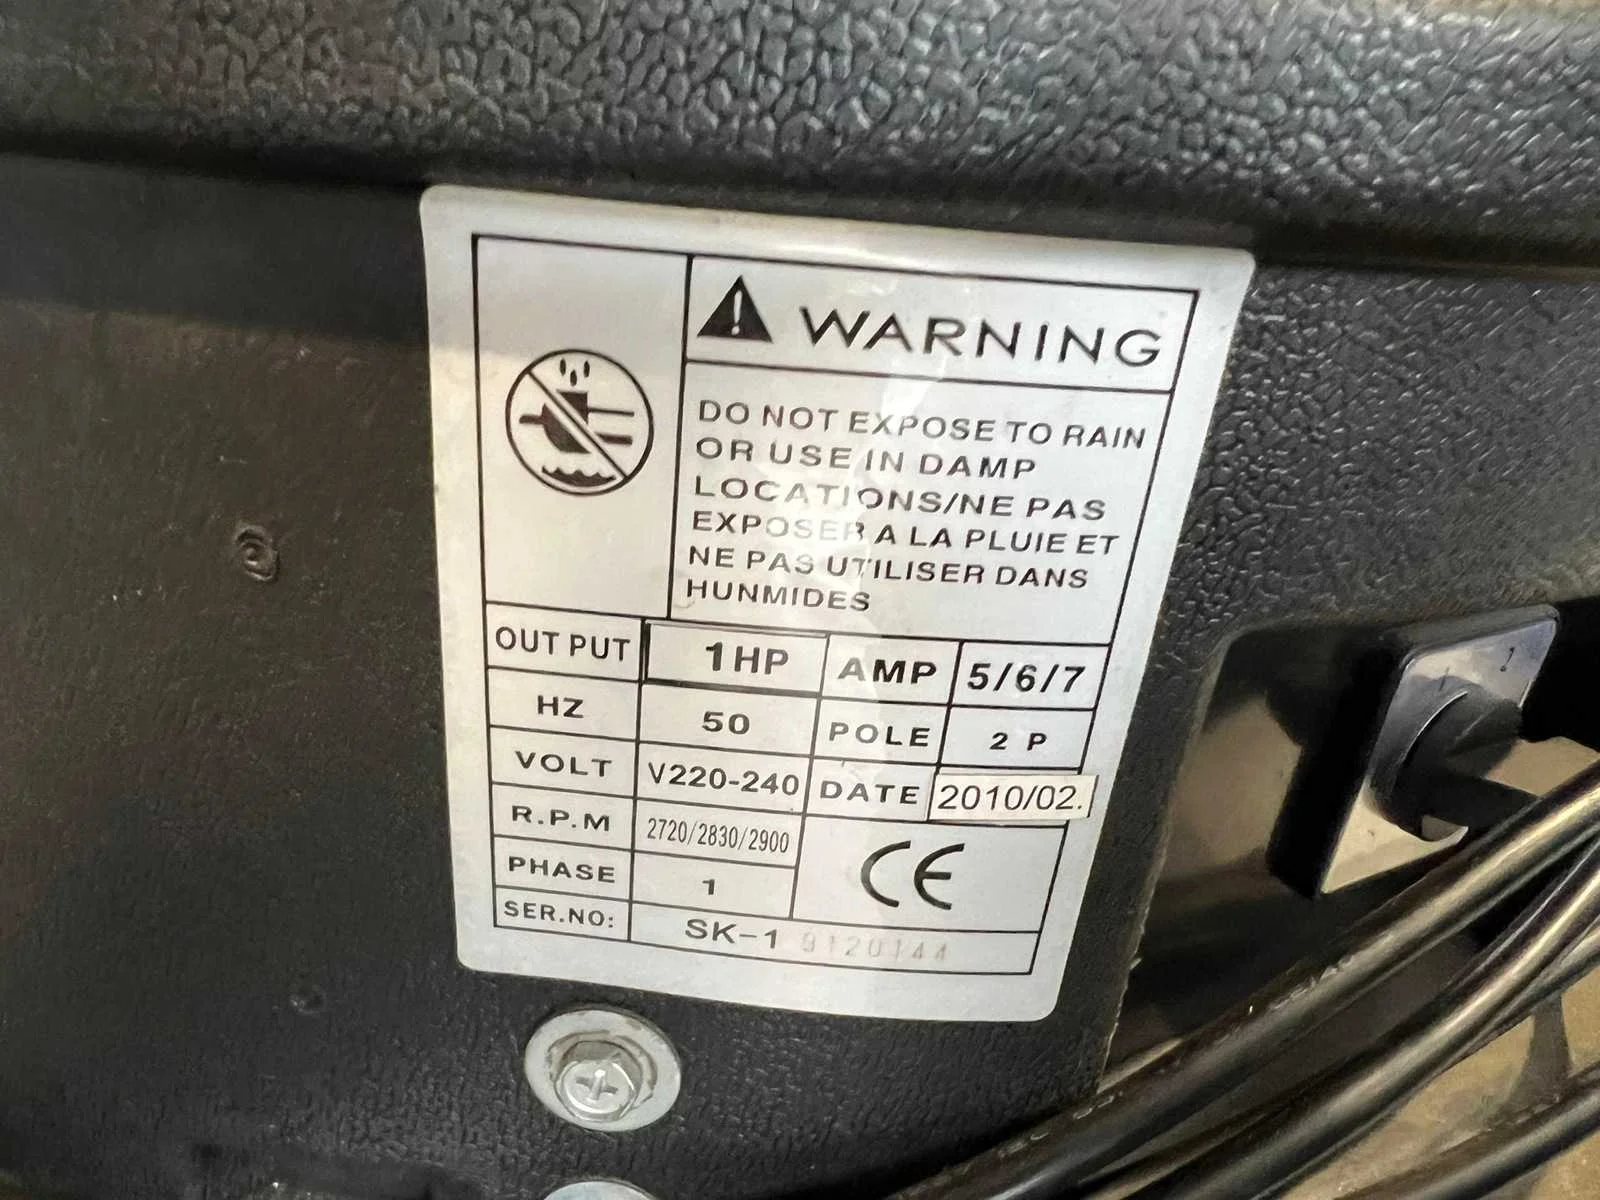 WARNING
DO NOT EXPOSE TO RAIN
OR USE IN DAMP
LOCATIONS/NE PAS
EXPOSER A LA PLUIE ET
NE PAS UTILISER DANS
HUNMIDES
OUT PUT 1HP AMP 5/6/7
HZ 50 POLE 2 P
VOLT V220-240 DATE 2010/02.
R.P.M 2720/2830/2900
CE
PHASE 1
SER.NO: SK-1 9120144